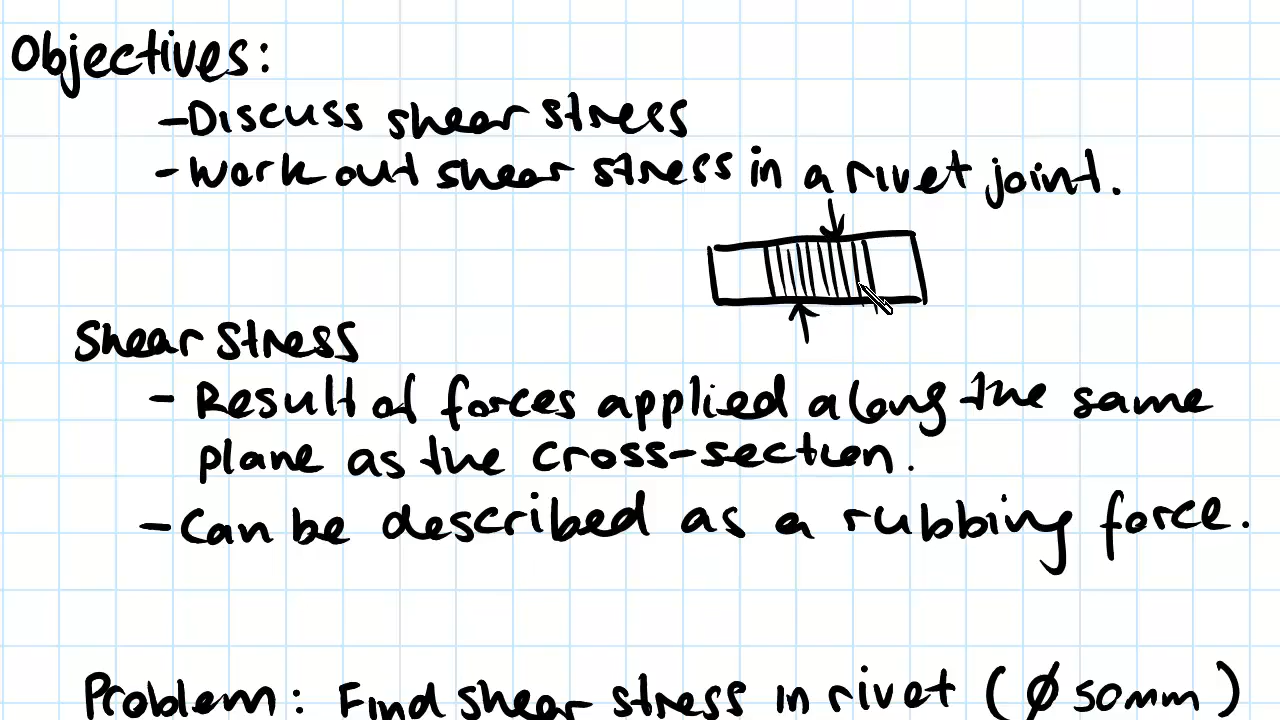 Objectives:
-Discuss shear stress
- Work out shear stress in a rivet joint.
Shear Stress
- Result of forces applied along the same
plane as the cross-section.
- Can be described as a rubbing force.
Problem: Find shear stress in rivet (ϕ 50mm)